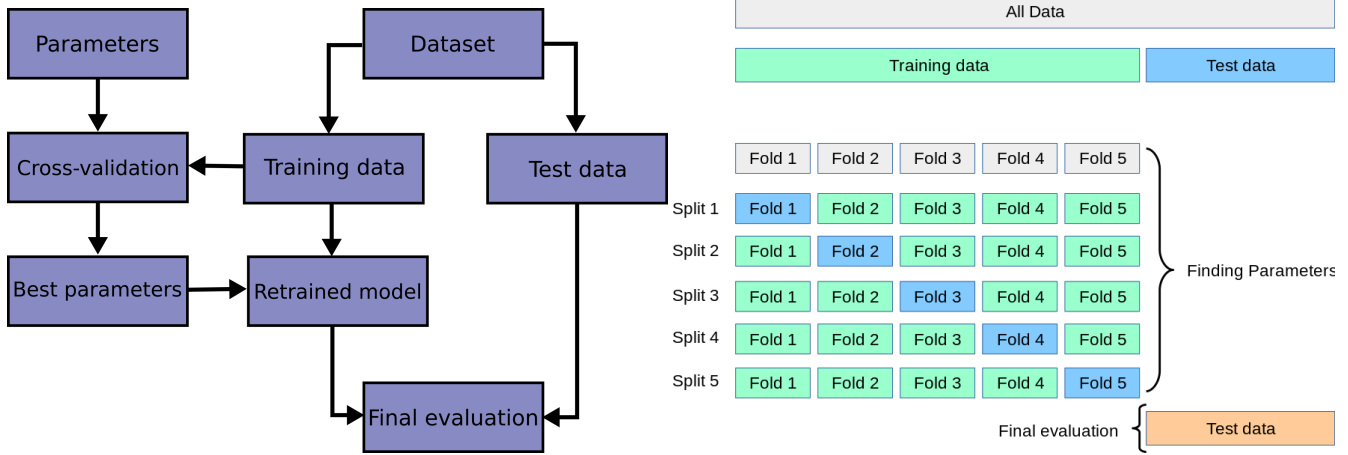 Parameters
Dataset
Cross-validation
Training data
Test data
Best parameters
Retrained model
Final evaluation
All Data
Training data
Test data
Fold 1 Fold 2 Fold 3 Fold 4 Fold 5
Split 1 Fold 1 Fold 2 Fold 3 Fold 4 Fold 5
Split 2 Fold 1 Fold 2 Fold 3 Fold 4 Fold 5
Split 3 Fold 1 Fold 2 Fold 3 Fold 4 Fold 5
Split 4 Fold 1 Fold 2 Fold 3 Fold 4 Fold 5
Split 5 Fold 1 Fold 2 Fold 3 Fold 4 Fold 5
Finding Parameters
Final evaluation
Test data